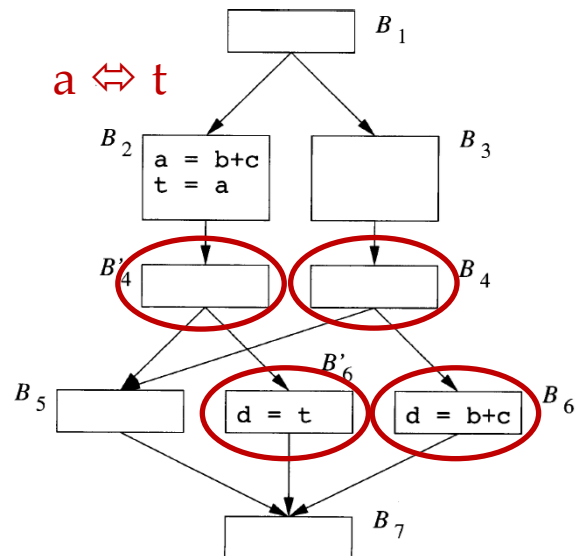 B1
a ⇔ t
B2
B3
a = b+c
t = a
B'4
B4
B'6
B5
B6
d = t
d = b+c
B7